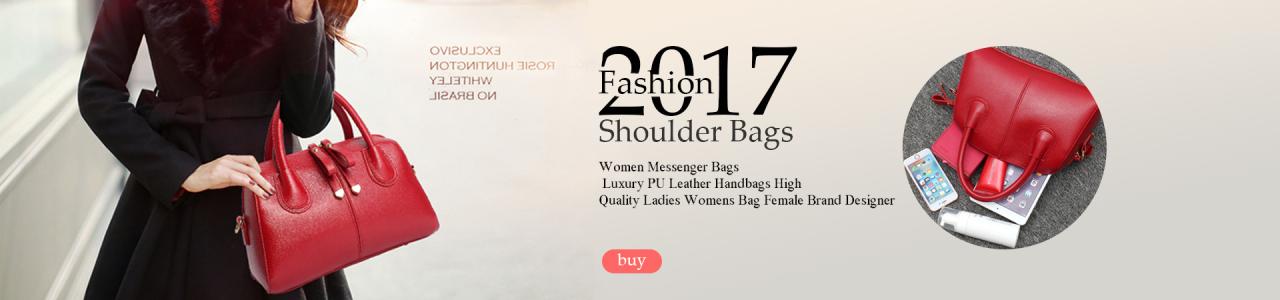 EXCLUSIVO
ROSIE HUNTINGTON
WHITELEY
NO BRASIL
2017
Fashion
Shoulder Bags
Women Messenger Bags
Luxury PU Leather Handbags High
Quality Ladies Womens Bag Female Brand Designer
buy